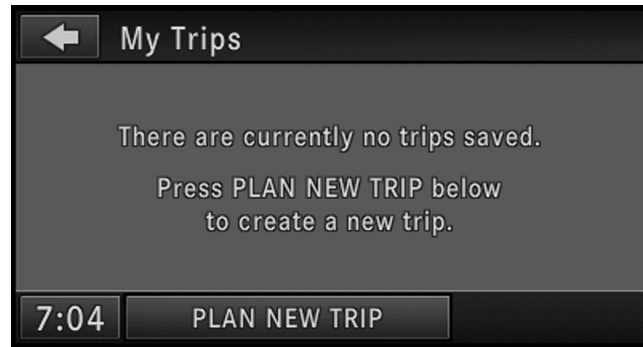 My Trips
There are currently no trips saved.
Press PLAN NEW TRIP below
to create a new trip.
7:04
PLAN NEW TRIP